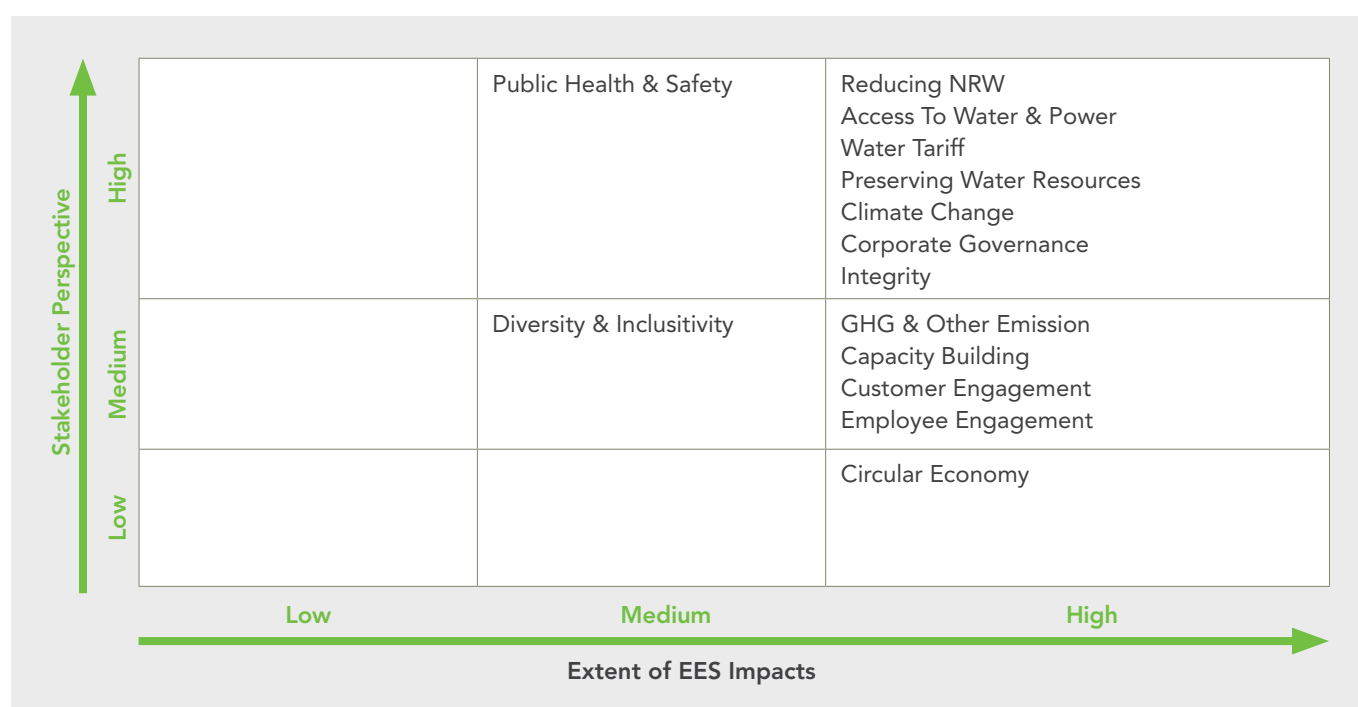 Stakeholder Perspective
High
Public Health & Safety
Reducing NRW
Access To Water & Power
Water Tariff
Preserving Water Resources
Climate Change
Corporate Governance
Integrity
Medium
Diversity & Inclusitivity
GHG & Other Emission
Capacity Building
Customer Engagement
Employee Engagement
Low
Circular Economy
Low
Medium
High
Extent of EES Impacts